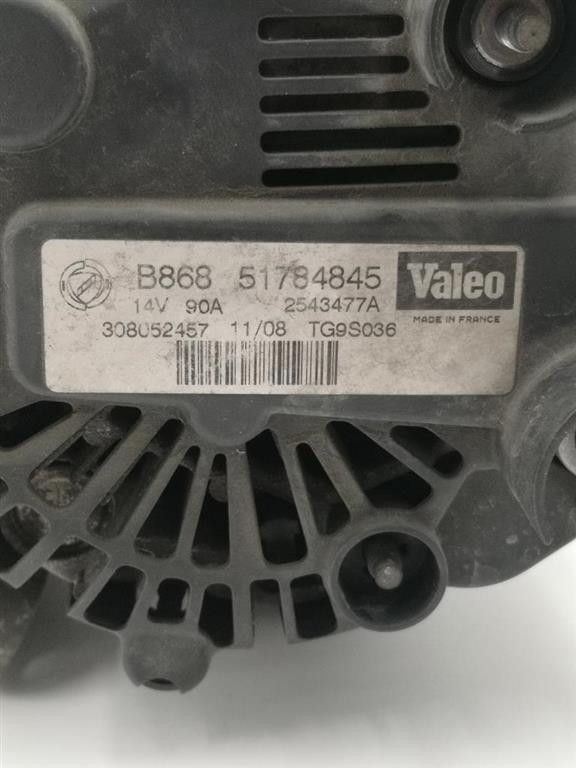 B868 51784845 Valeo
14V 90A 2543477A MADE IN FRANCE
308052457 11/08 TG9S036